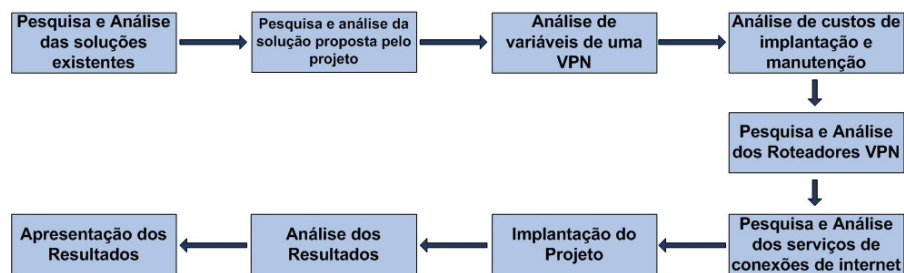 Pesquisa e Análise
das soluções
existentes
Pesquisa e análise da
solução proposta pelo
projeto
Análise de
variáveis de uma
VPN
Análise de custos de
implantação e
manutenção
Pesquisa e Análise
dos Roteadores VPN
Pesquisa e Análise
dos serviços de
conexões de internet
Implantação do
Projeto
Análise dos
Resultados
Apresentação dos
Resultados